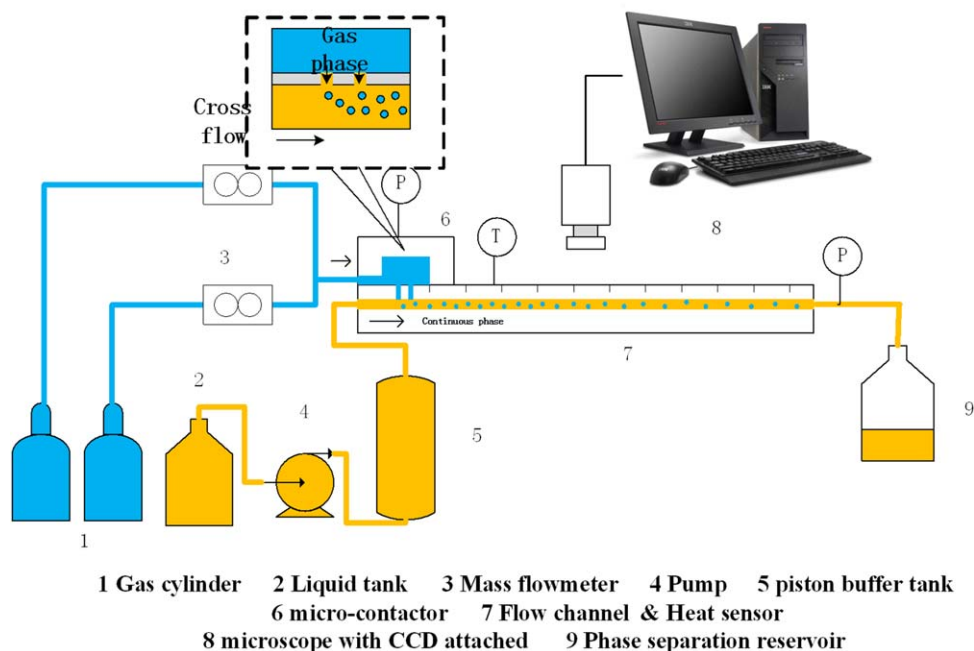 Gas
phase
Cross
flow
P
6
T
8
P
3
Continuous phase
7
2
4
5
9
1
1 Gas cylinder 2 Liquid tank 3 Mass flowmeter 4 Pump 5 piston buffer tank
6 micro-contactor 7 Flow channel & Heat sensor
8 microscope with CCD attached 9 Phase separation reservoir